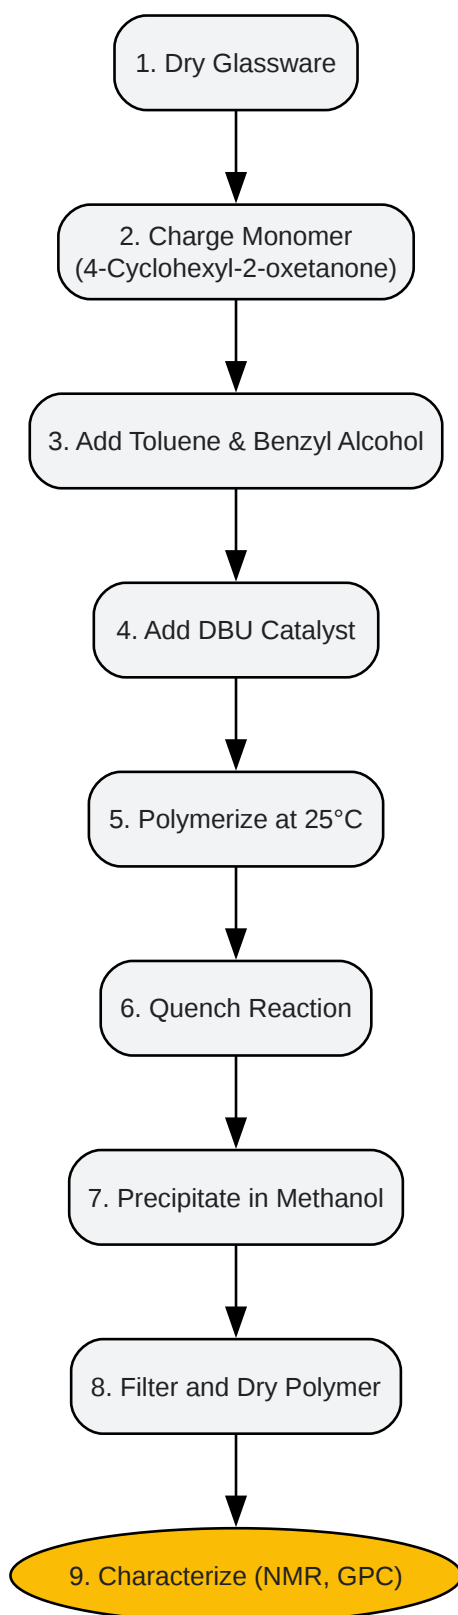 1. Dry Glassware
2. Charge Monomer
(4-Cyclohexyl-2-oxetanone)
3. Add Toluene & Benzyl Alcohol
4. Add DBU Catalyst
5. Polymerize at 25°C
6. Quench Reaction
7. Precipitate in Methanol
8. Filter and Dry Polymer
9. Characterize (NMR, GPC)